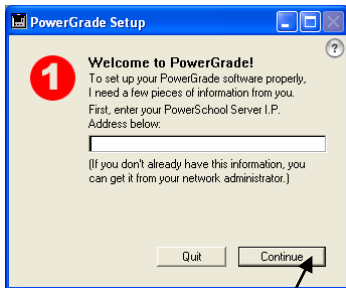 PowerGrade Setup
?
1
Welcome to PowerGrade!
To set up your PowerGrade software properly,
I need a few pieces of information from you.
First, enter your PowerSchool Server I.P.
Address below:
(If you don't already have this information, you
can get it from your network administrator.)
Quit
Continue